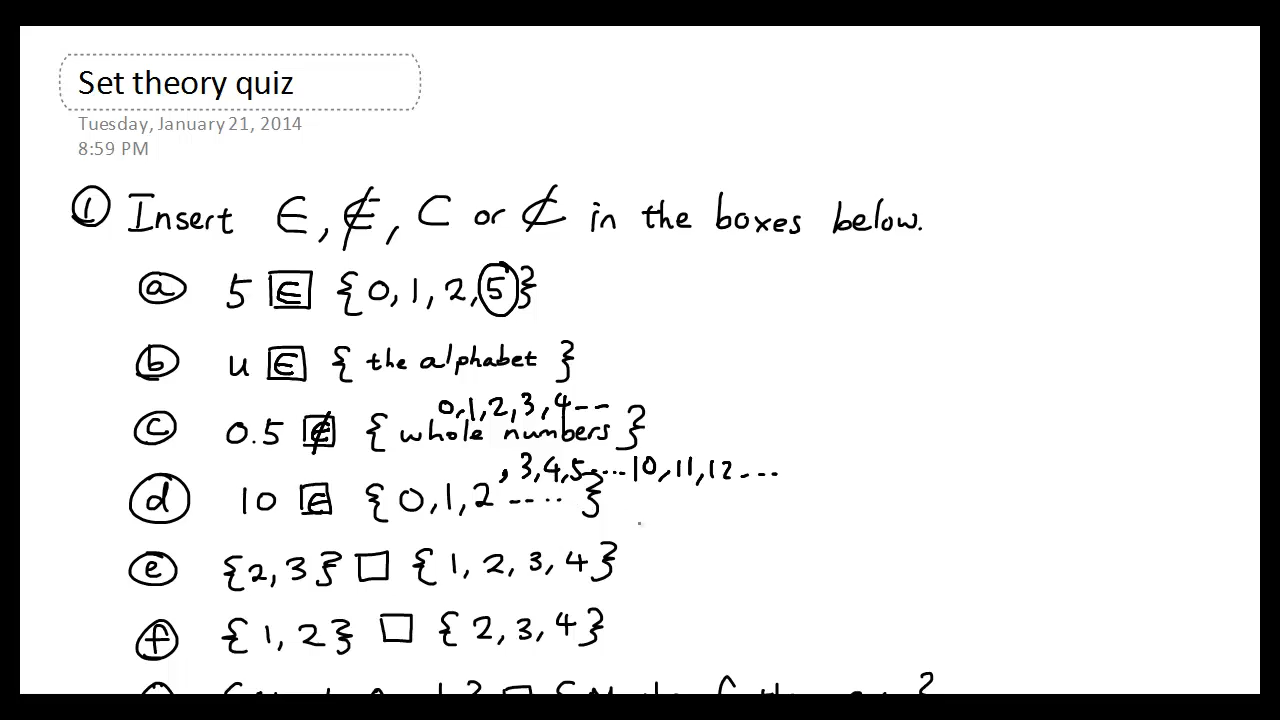 Set theory quiz
Tuesday, January 21, 2014
8:59 PM
① Insert ∈, ∉, ⊂ or ⊄ in the boxes below.
ⓐ 5 ∈ {0, 1, 2, 5}
ⓑ u ∈ { the alphabet }
0, 1, 2, 3, 4 --
ⓒ 0.5 ∉ { whole numbers }
, 3, 4, 5 ---... 10, 11, 12 ---
ⓓ 10 ∈ { 0, 1, 2 ---- }
ⓔ {2, 3} □ { 1, 2, 3, 4 }
ⓕ { 1, 2 } □ { 2, 3, 4 }